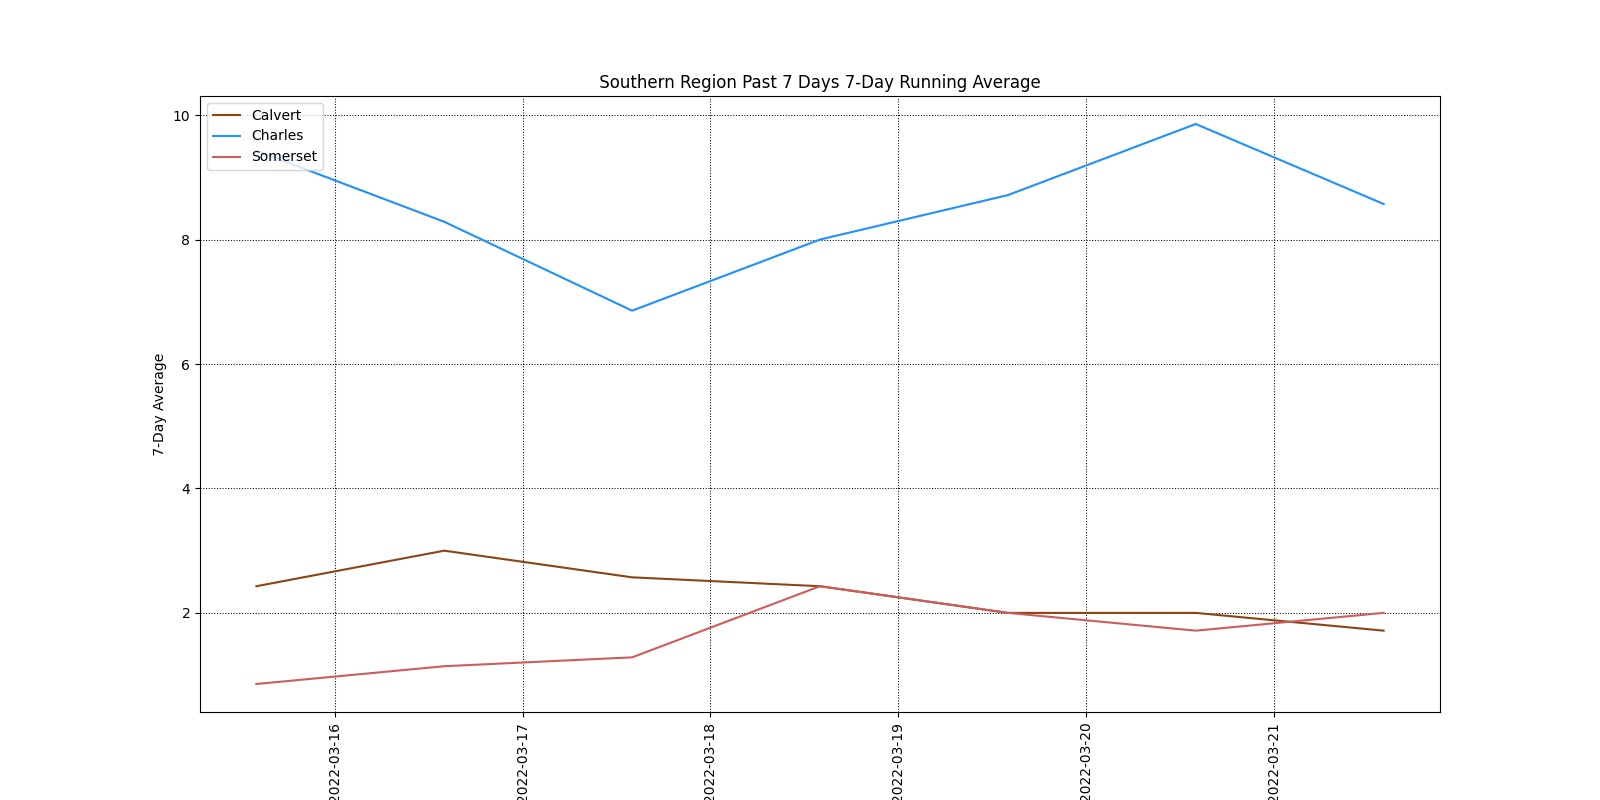 Southern Region Past 7 Days 7-Day Running Average
Calvert
Charles
Somerset
10
8
6
4
2
7-Day Average
2022-03-16
2022-03-17
2022-03-18
2022-03-19
2022-03-20
2022-03-21